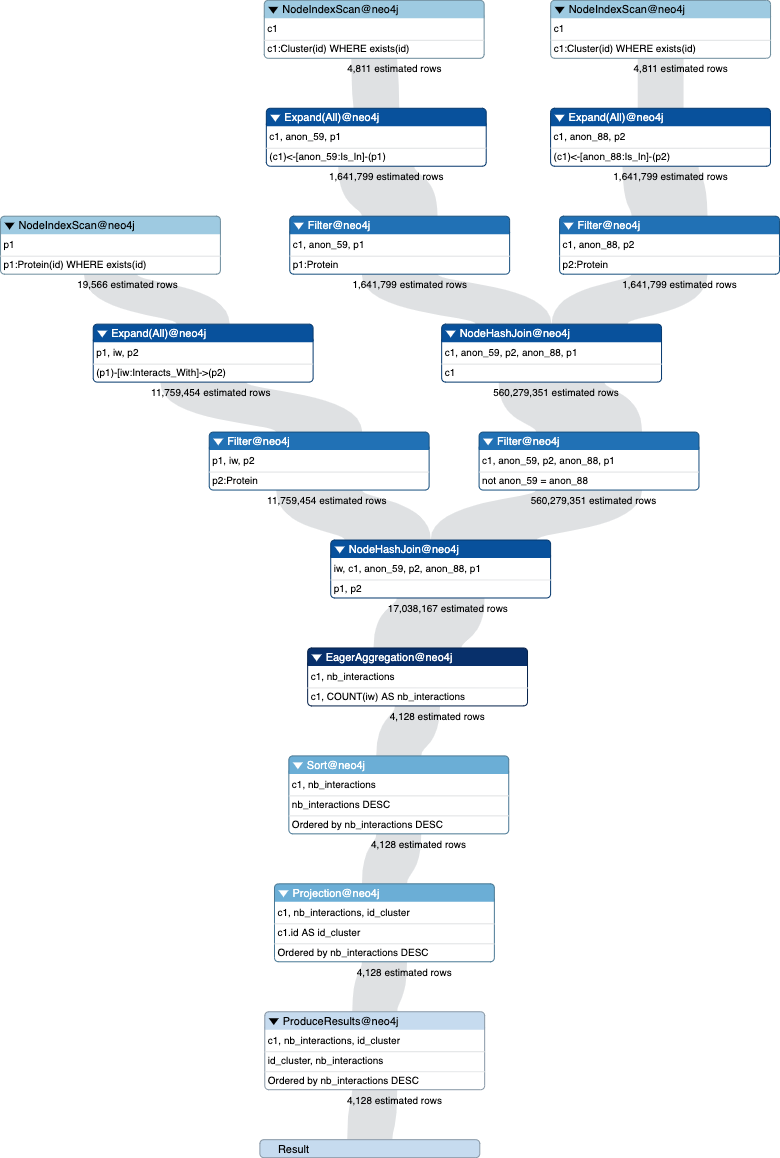 NodeIndexScan@neo4j
c1
c1:Cluster(id) WHERE exists(id)
4,811 estimated rows
NodeIndexScan@neo4j
c1
c1:Cluster(id) WHERE exists(id)
4,811 estimated rows
Expand(All)@neo4j
c1, anon_59, p1
(c1)<-[anon_59:Is_In]-(p1)
1,641,799 estimated rows
Expand(All)@neo4j
c1, anon_88, p2
(c1)<-[anon_88:Is_In]-(p2)
1,641,799 estimated rows
NodeIndexScan@neo4j
p1
p1:Protein(id) WHERE exists(id)
19,566 estimated rows
Filter@neo4j
c1, anon_59, p1
p1:Protein
1,641,799 estimated rows
Filter@neo4j
c1, anon_88, p2
p2:Protein
1,641,799 estimated rows
Expand(All)@neo4j
p1, iw, p2
(p1)-[iw:Interacts_With]->(p2)
11,759,454 estimated rows
NodeHashJoin@neo4j
c1, anon_59, p2, anon_88, p1
c1
560,279,351 estimated rows
Filter@neo4j
p1, iw, p2
p2:Protein
11,759,454 estimated rows
Filter@neo4j
c1, anon_59, p2, anon_88, p1
not anon_59 = anon_88
560,279,351 estimated rows
NodeHashJoin@neo4j
iw, c1, anon_59, p2, anon_88, p1
p1, p2
17,038,167 estimated rows
EagerAggregation@neo4j
c1, nb_interactions
c1, COUNT(iw) AS nb_interactions
4,128 estimated rows
Sort@neo4j
c1, nb_interactions
nb_interactions DESC
Ordered by nb_interactions DESC
4,128 estimated rows
Projection@neo4j
c1, nb_interactions, id_cluster
c1.id AS id_cluster
Ordered by nb_interactions DESC
4,128 estimated rows
ProduceResults@neo4j
c1, nb_interactions, id_cluster
id_cluster, nb_interactions
Ordered by nb_interactions DESC
4,128 estimated rows
Result